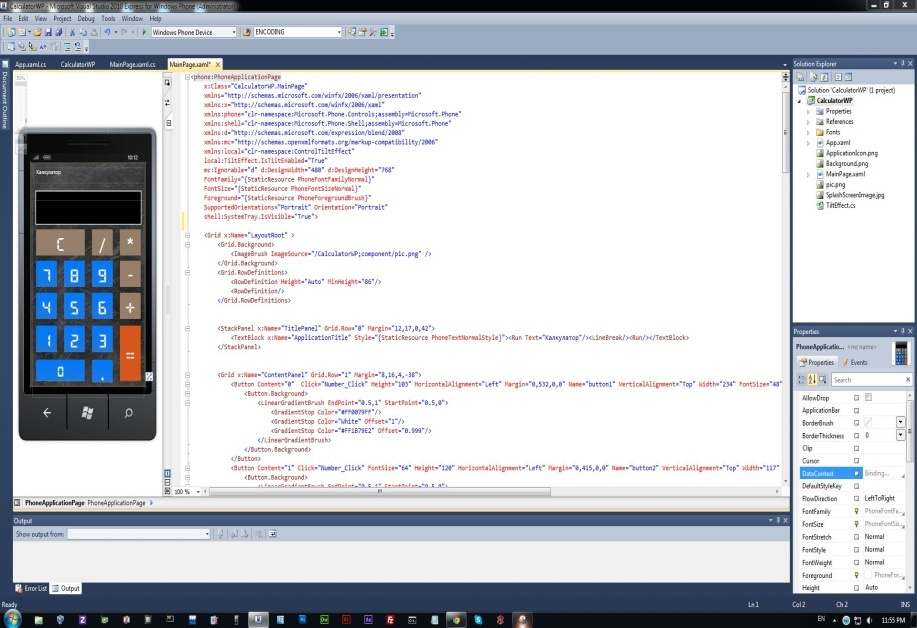 CalculatorWP - Microsoft Visual Studio 2010 Express for Windows Phone (Administrator)
File Edit View Project Debug Tools Window Help
Windows Phone Device
ENCODING
App.xaml.cs CalculatorWP MainPage.xaml.cs MainPage.xaml*
Document Outline
10:12
Калкулятор
C / *
7 8 9 -
4 5 6 +
1 2 3 =
0 .
<phone:PhoneApplicationPage
x:Class="CalculatorWP.MainPage"
xmlns="http://schemas.microsoft.com/winfx/2006/xaml/presentation"
xmlns:x="http://schemas.microsoft.com/winfx/2006/xaml"
xmlns:phone="clr-namespace:Microsoft.Phone.Controls;assembly=Microsoft.Phone"
xmlns:shell="clr-namespace:Microsoft.Phone.Shell;assembly=Microsoft.Phone"
xmlns:d="http://schemas.microsoft.com/expression/blend/2008"
xmlns:mc="http://schemas.openxmlformats.org/markup-compatibility/2006"
xmlns:local="clr-namespace:ControlTiltEffect"
local:TiltEffect.IsTiltEnabled="True"
mc:Ignorable="d" d:DesignWidth="480" d:DesignHeight="768"
FontFamily="{StaticResource PhoneFontFamilyNormal}"
FontSize="{StaticResource PhoneFontSizeNormal}"
Foreground="{StaticResource PhoneForegroundBrush}"
SupportedOrientations="Portrait" Orientation="Portrait"
shell:SystemTray.IsVisible="True">
<Grid x:Name="LayoutRoot" >
<Grid.Background>
<ImageBrush ImageSource="/CalculatorWP;component/pic.png" />
</Grid.Background>
<Grid.RowDefinitions>
<RowDefinition Height="Auto" MinHeight="86"/>
<RowDefinition/>
</Grid.RowDefinitions>
<StackPanel x:Name="TitlePanel" Grid.Row="0" Margin="12,17,0,42">
<TextBlock x:Name="ApplicationTitle" Style="{StaticResource PhoneTextNormalStyle}"><Run Text="Калкулятор"/><LineBreak/><Run/></TextBlock>
</StackPanel>
<Grid x:Name="ContentPanel" Grid.Row="1" Margin="8,16,4,-38">
<Button Content="0" Click="Number_Click" Height="103" HorizontalAlignment="Left" Margin="0,532,0,0" Name="button1" VerticalAlignment="Top" Width="234" FontSize="48"
<Button.Background>
<LinearGradientBrush EndPoint="0.5,1" StartPoint="0.5,0">
<GradientStop Color="#FF0079FF"/>
<GradientStop Color="White" Offset="1"/>
<GradientStop Color="#FF1B79E2" Offset="0.999"/>
</LinearGradientBrush>
</Button.Background>
</Button>
<Button Content="1" Click="Number_Click" FontSize="64" Height="120" HorizontalAlignment="Left" Margin="0,415,0,0" Name="button2" VerticalAlignment="Top" Width="117"
<Button.Background>
<LinearGradientBrush EndPoint="0.5,1" StartPoint="0.5,0">
100 %
PhoneApplicationPage PhoneApplicationPage
Output
Show output from:
Error List Output
Solution Explorer
Solution 'CalculatorWP' (1 project)
CalculatorWP
Properties
References
Fonts
App.xaml
ApplicationIcon.png
Background.png
MainPage.xaml
pic.png
SplashScreenImage.jpg
TiltEffect.cs
Properties
PhoneApplicatio... <no name>
Properties Events
Search
AllowDrop
ApplicationBar
BorderBrush
BorderThickness 0
Clip
Cursor
DataContext Binding...
DefaultStyleKey
FlowDirection LeftToRight
FontFamily PhoneFontFa...
FontSize PhoneFontSiz...
FontStretch Normal
FontStyle Normal
FontWeight Normal
Foreground PhoneFor...
Height Auto
Ready
Ln 1 Col 2 Ch 2 INS
EN 11:55 PM